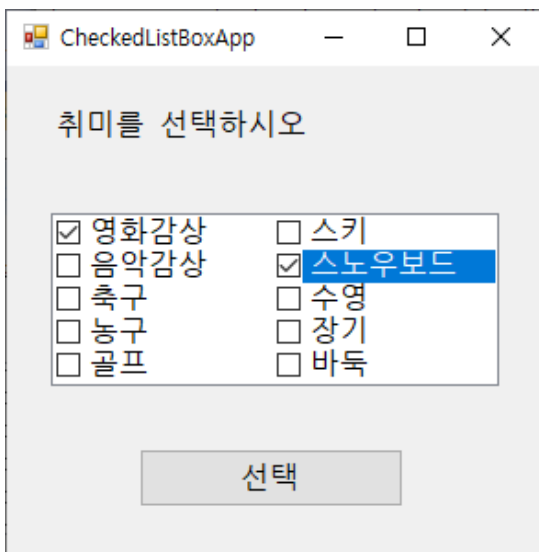 CheckedListBoxApp
취미를 선택하시오
영화감상 스키
음악감상 스노우보드
축구 수영
농구 장기
골프 바둑
선택